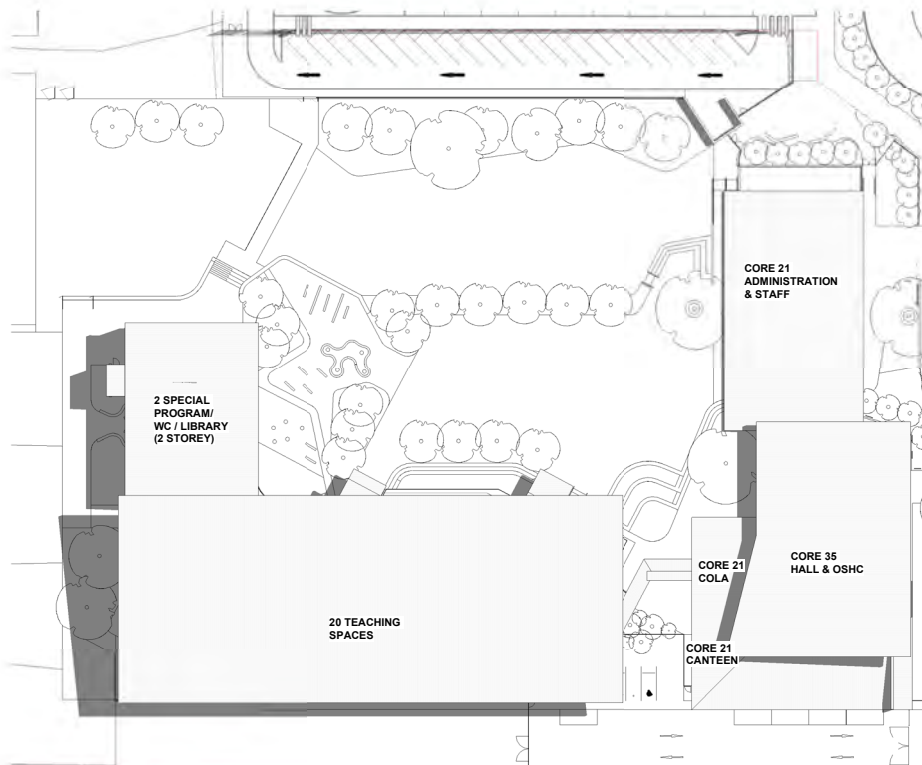 CORE 21
ADMINISTRATION
& STAFF
2 SPECIAL
PROGRAM/
WC / LIBRARY
(2 STOREY)
CORE 21
COLA
CORE 35
HALL & OSHC
20 TEACHING
SPACES
CORE 21
CANTEEN